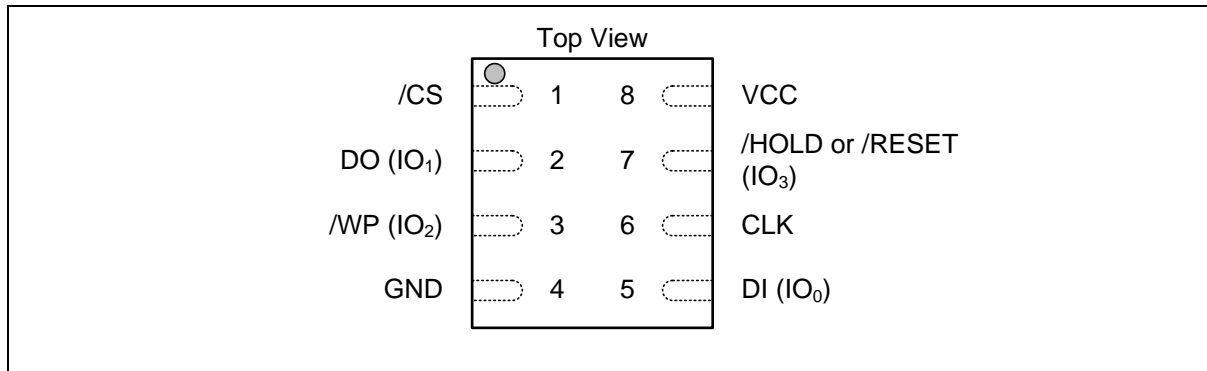 Top View
/CS 1 8 VCC
DO (IO₁) 2 7 /HOLD or /RESET
(IO₃)
/WP (IO₂) 3 6 CLK
GND 4 5 DI (IO₀)